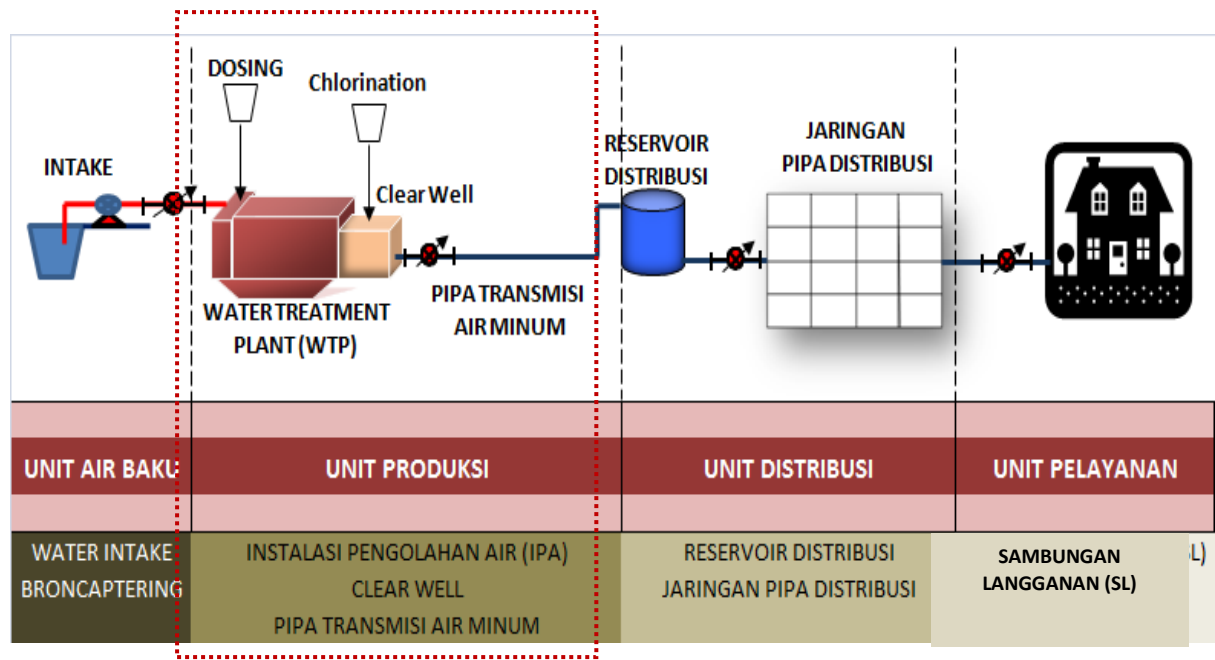 DOSING
Chlorination
INTAKE
Clear Well
WATER TREATMENT
PLANT (WTP)
PIPA TRANSMISI
AIR MINUM
RESERVOIR
DISTRIBUSI
JARINGAN
PIPA DISTRIBUSI
UNIT AIR BAKU
UNIT PRODUKSI
UNIT DISTRIBUSI
UNIT PELAYANAN
WATER INTAKE
BRONCAPTERING
INSTALASI PENGOLAHAN AIR (IPA)
CLEAR WELL
PIPA TRANSMISI AIR MINUM
RESERVOIR DISTRIBUSI
JARINGAN PIPA DISTRIBUSI
SAMBUNGAN
LANGGANAN (SL)